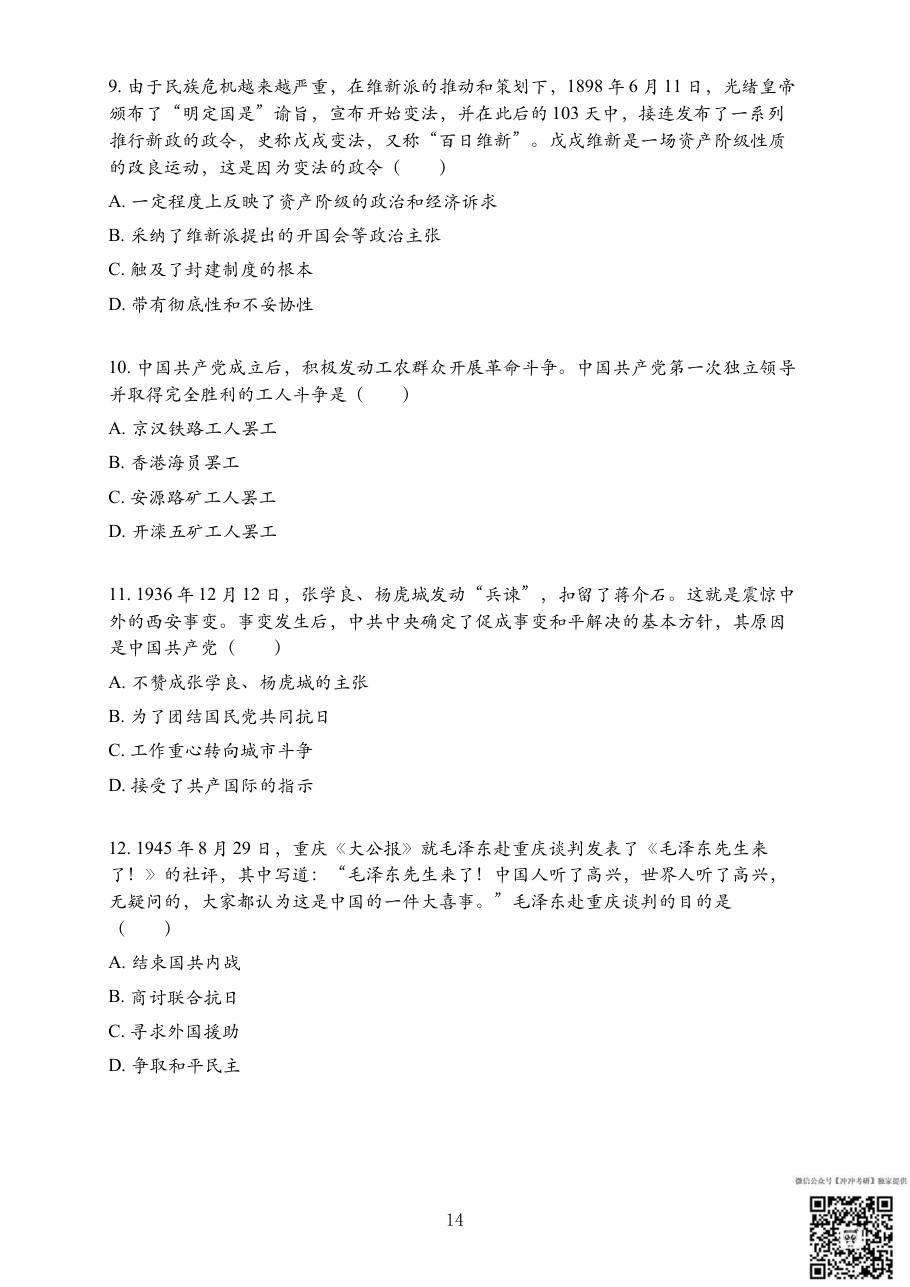 9. 由于民族危机越来越严重，在维新派的推动和策划下，1898 年 6 月 11 日，光绪皇帝
颁布了“明定国是”谕旨，宣布开始变法，并在此后的 103 天中，接连发布了一系列
推行新政的政令，史称戊戌变法，又称“百日维新”。戊戌维新是一场资产阶级性质
的改良运动，这是因为变法的政令（　　）
A. 一定程度上反映了资产阶级的政治和经济诉求
B. 采纳了维新派提出的开国会等政治主张
C. 触及了封建制度的根本
D. 带有彻底性和不妥协性
10. 中国共产党成立后，积极发动工农群众开展革命斗争。中国共产党第一次独立领导
并取得完全胜利的工人斗争是（　　）
A. 京汉铁路工人罢工
B. 香港海员罢工
C. 安源路矿工人罢工
D. 开滦五矿工人罢工
11. 1936 年 12 月 12 日，张学良、杨虎城发动“兵谏”，扣留了蒋介石。这就是震惊中
外的西安事变。事变发生后，中共中央确定了促成事变和平解决的基本方针，其原因
是中国共产党（　　）
A. 不赞成张学良、杨虎城的主张
B. 为了团结国民党共同抗日
C. 工作重心转向城市斗争
D. 接受了共产国际的指示
12. 1945 年 8 月 29 日，重庆《大公报》就毛泽东赴重庆谈判发表了《毛泽东先生来
了！》的社评，其中写道：“毛泽东先生来了！中国人听了高兴，世界人听了高兴，
无疑问的，大家都认为这是中国的一件大喜事。”毛泽东赴重庆谈判的目的是
（　　）
A. 结束国共内战
B. 商讨联合抗日
C. 寻求外国援助
D. 争取和平民主
微信公众号【冲冲考研】独家提供
14